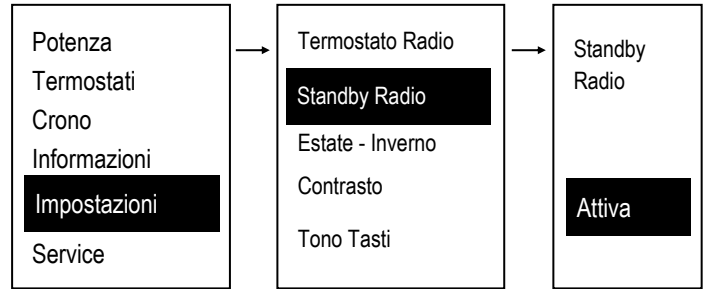 Potenza
Termostati
Crono
Informazioni
Impostazioni
Service
Termostato Radio
Standby Radio
Estate - Inverno
Contrasto
Tono Tasti
Standby
Radio
Attiva